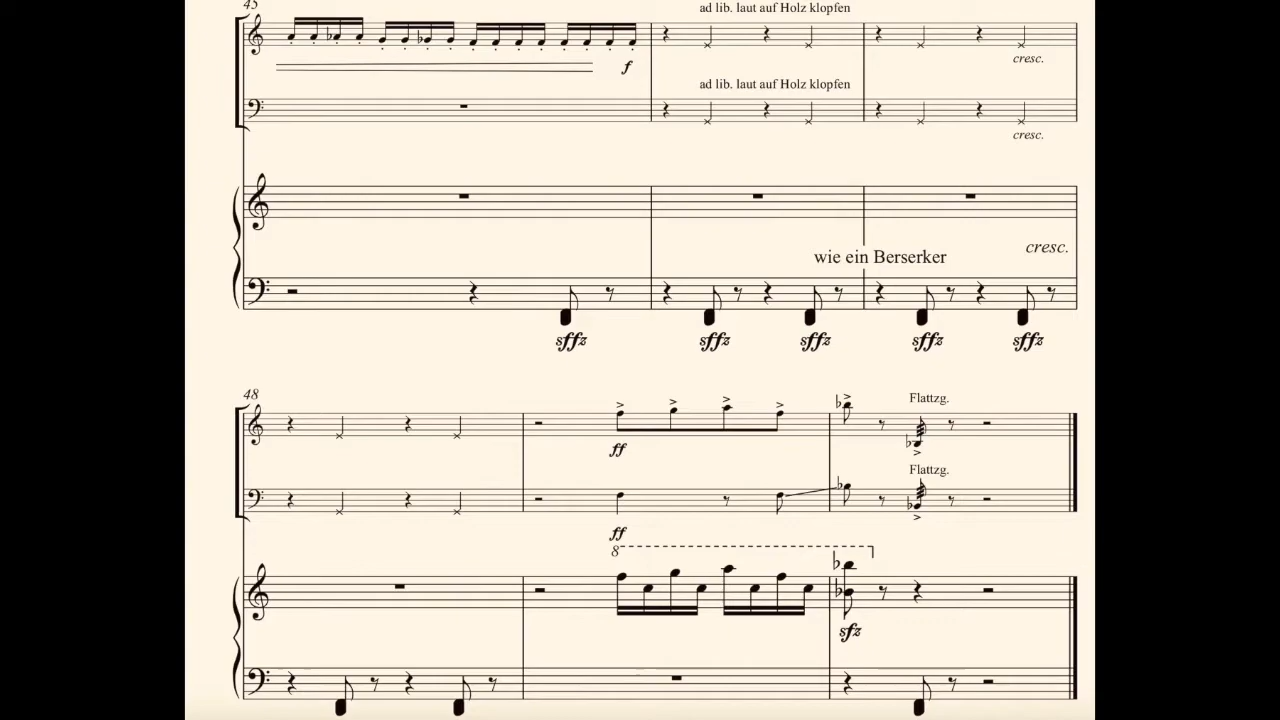 45
ad lib. laut auf Holz klopfen
cresc.
f
ad lib. laut auf Holz klopfen
cresc.
wie ein Berserker
cresc.
sffz sffz sffz sffz sffz
48
Flattzg.
ff
Flattzg.
ff
8
sfz